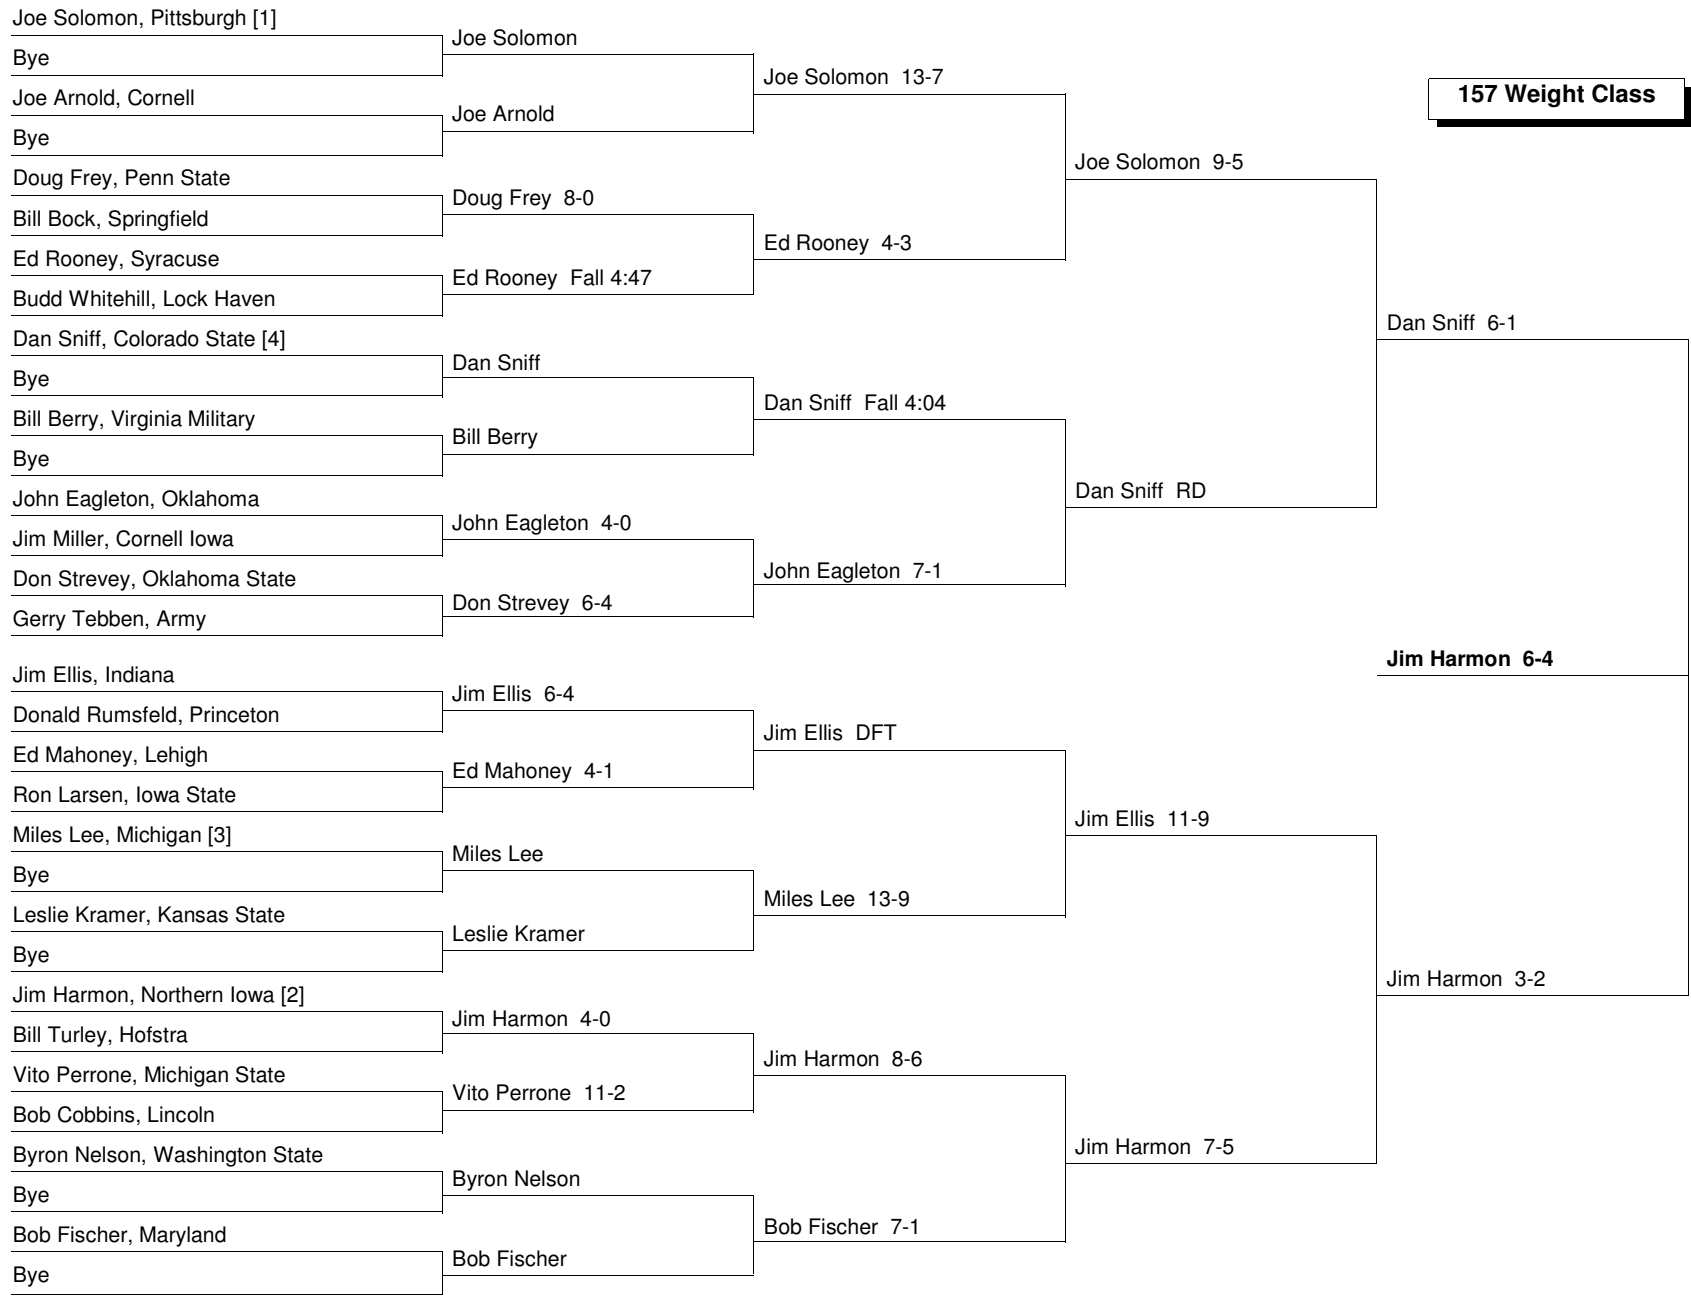 157 Weight Class
Joe Solomon, Pittsburgh [1]
Bye
Joe Arnold, Cornell
Bye
Doug Frey, Penn State
Bill Bock, Springfield
Ed Rooney, Syracuse
Budd Whitehill, Lock Haven
Dan Sniff, Colorado State [4]
Bye
Bill Berry, Virginia Military
Bye
John Eagleton, Oklahoma
Jim Miller, Cornell Iowa
Don Strevey, Oklahoma State
Gerry Tebben, Army
Jim Ellis, Indiana
Donald Rumsfeld, Princeton
Ed Mahoney, Lehigh
Ron Larsen, Iowa State
Miles Lee, Michigan [3]
Bye
Leslie Kramer, Kansas State
Bye
Jim Harmon, Northern Iowa [2]
Bill Turley, Hofstra
Vito Perrone, Michigan State
Bob Cobbins, Lincoln
Byron Nelson, Washington State
Bye
Bob Fischer, Maryland
Bye
Joe Solomon
Joe Arnold
Doug Frey 8-0
Ed Rooney Fall 4:47
Dan Sniff
Bill Berry
John Eagleton 4-0
Don Strevey 6-4
Jim Ellis 6-4
Ed Mahoney 4-1
Miles Lee
Leslie Kramer
Jim Harmon 4-0
Vito Perrone 11-2
Byron Nelson
Bob Fischer
Joe Solomon 13-7
Ed Rooney 4-3
Dan Sniff Fall 4:04
John Eagleton 7-1
Jim Ellis DFT
Miles Lee 13-9
Jim Harmon 8-6
Bob Fischer 7-1
Joe Solomon 9-5
Dan Sniff RD
Jim Ellis 11-9
Jim Harmon 7-5
Dan Sniff 6-1
Jim Harmon 3-2
Jim Harmon 6-4